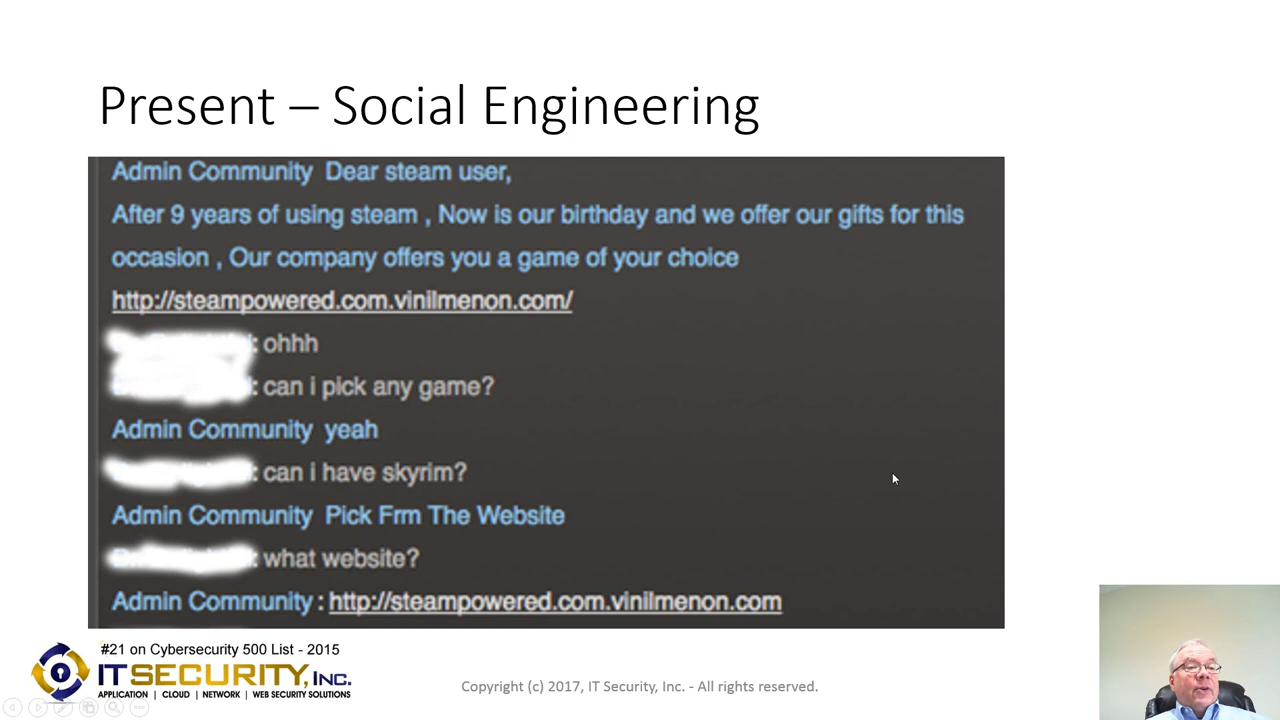 Present – Social Engineering
Admin Community Dear steam user,
After 9 years of using steam , Now is our birthday and we offer our gifts for this
occasion , Our company offers you a game of your choice
http://steampowered.com.vinilmenon.com/
: ohhh
: can i pick any game?
Admin Community yeah
: can i have skyrim?
Admin Community Pick Frm The Website
: what website?
Admin Community : http://steampowered.com.vinilmenon.com
#21 on Cybersecurity 500 List - 2015
IT SECURITY, INC.
APPLICATION | CLOUD | NETWORK | WEB SECURITY SOLUTIONS
Copyright (c) 2017, IT Security, Inc. - All rights reserved.